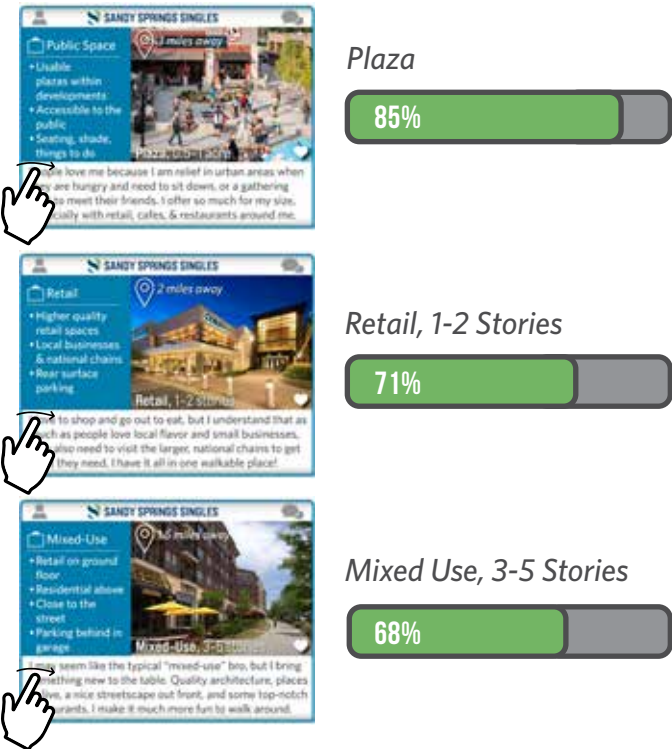 SANDY SPRINGS SINGLES
Public Space
• Usable
plazas within
developments
• Accessible to the
public
• Seating, shade,
things to do
miles away
Plaza,
ople love me because I am relief in urban areas when
ey are hungry and need to sit down, or a gathering
to meet their friends. I offer so much for my size,
cially with retail, cafes, & restaurants around me.
Plaza
85%
SANDY SPRINGS SINGLES
Retail
• Higher quality
retail spaces
• Local businesses
& national chains
• Rear surface
parking
2 miles away
Retail, 1-2 stories
e to shop and go out to eat, but I understand that as
ch as people love local flavor and small businesses,
also need to visit the larger, national chains to get
they need. I have it all in one walkable place!
Retail, 1-2 Stories
71%
SANDY SPRINGS SINGLES
Mixed-Use
• Retail on ground
floor
• Residential above
• Close to the
street
• Parking behind in
garage
miles away
Mixed-Use, 3-5 stories
I may seem like the typical "mixed-use" bro, but I bring
mething new to the table. Quality architecture, places
live, a nice streetscape out front, and some top-notch
urants. I make it much more fun to walk around.
Mixed Use, 3-5 Stories
68%